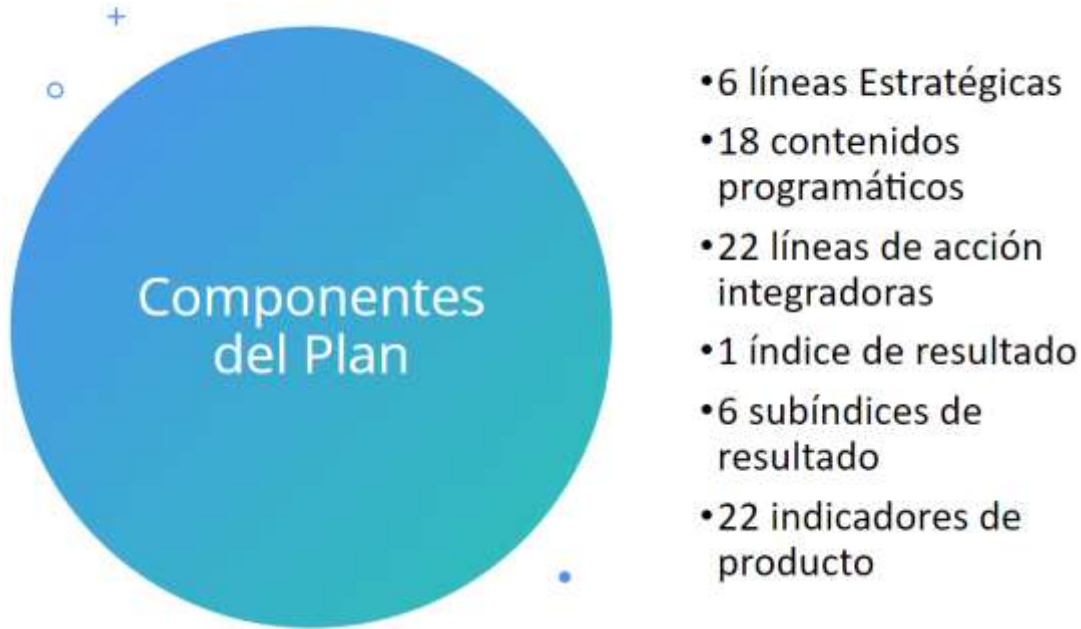 Componentes
del Plan
•6 líneas Estratégicas
•18 contenidos
programáticos
•22 líneas de acción
integradoras
•1 índice de resultado
•6 subíndices de
resultado
•22 indicadores de
producto